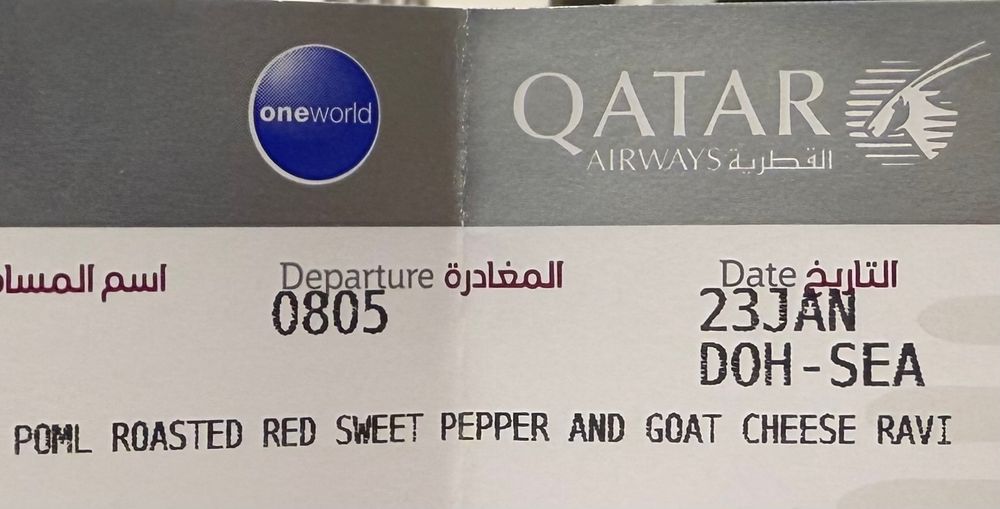 oneworld
QATAR
AIRWAYS القطرية
اسم
Departure المغادرة
Date التاريخ
0805
23JAN
DOH-SEA
POML ROASTED RED SWEET PEPPER AND GOAT CHEESE RAVI